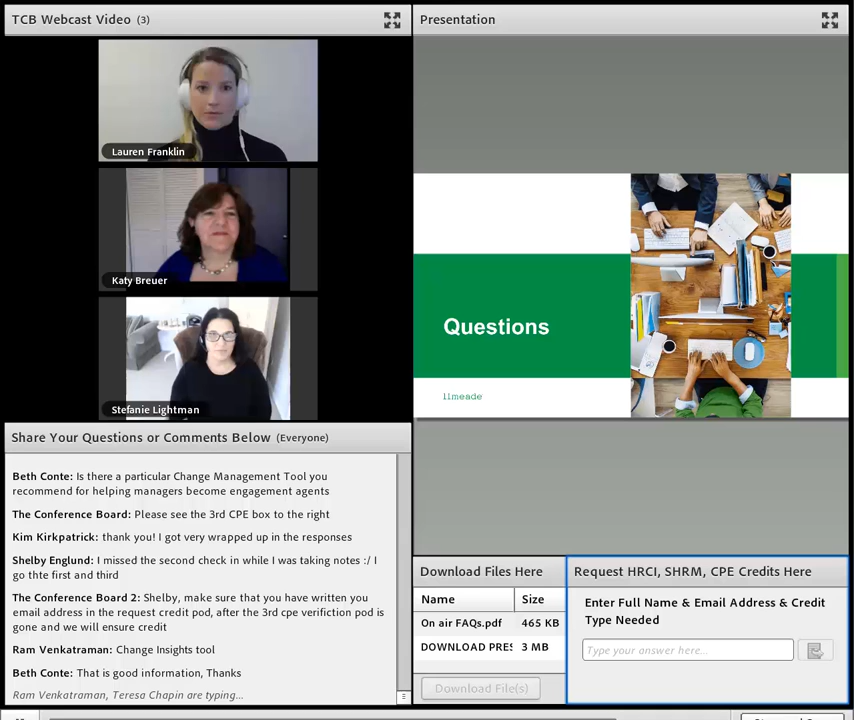 TCB Webcast Video (3)
Lauren Franklin
Katy Breuer
Stefanie Lightman
Share Your Questions or Comments Below (Everyone)
Beth Conte: Is there a particular Change Management Tool you
recommend for helping managers become engagement agents
The Conference Board: Please see the 3rd CPE box to the right
Kim Kirkpatrick: thank you! I got very wrapped up in the responses
Shelby Englund: I missed the second check in while I was taking notes :/ I
go thte first and third
The Conference Board 2: Shelby, make sure that you have written you
email address in the request credit pod, after the 3rd cpe verifiction pod is
gone and we will ensure credit
Ram Venkatraman: Change Insights tool
Beth Conte: That is good information, Thanks
Ram Venkatraman, Teresa Chapin are typing...
Presentation
Questions
limeade
Download Files Here
Name Size
On air FAQs.pdf 465 KB
DOWNLOAD PRES 3 MB
Download File(s)
Request HRCI, SHRM, CPE Credits Here
Enter Full Name & Email Address & Credit
Type Needed
Type your answer here...